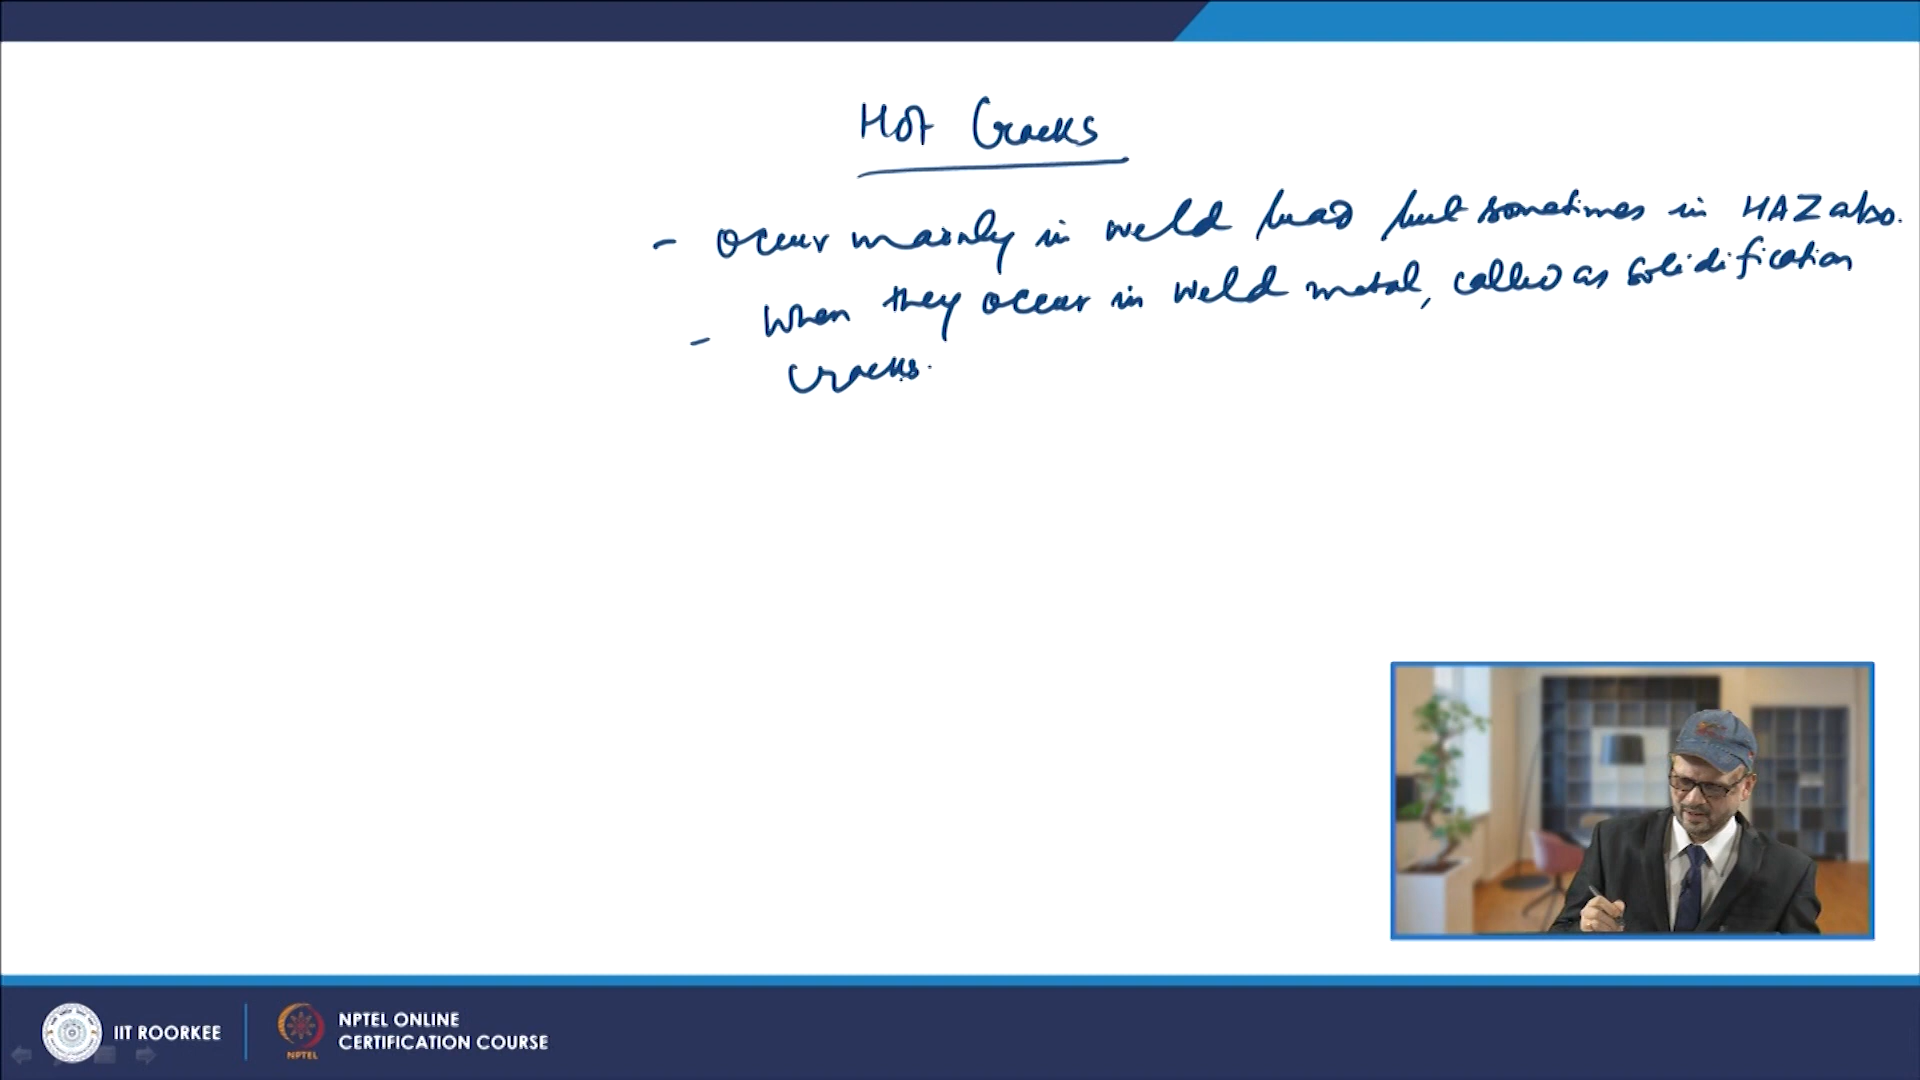 Hot Cracks
- Occur mainly in weld bead but sometimes in HAZ also.
- When they occur in weld metal, called as solidification
cracks.
IIT ROORKEE
NPTEL
NPTEL ONLINE
CERTIFICATION COURSE